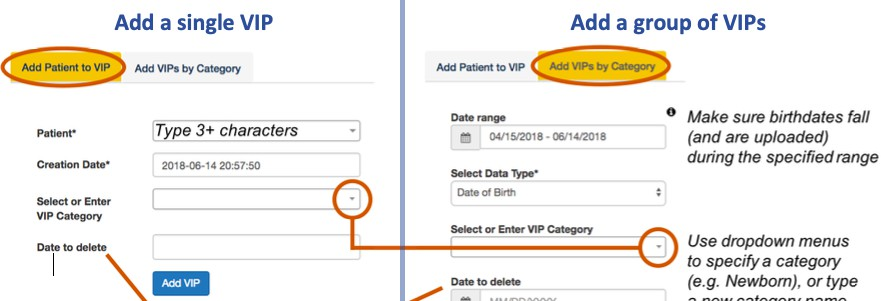 Add a single VIP
Add Patient to VIP
Add VIPs by Category
Patient*
Type 3+ characters
Creation Date*
2018-06-14 20:57:50
Select or Enter
VIP Category
Date to delete
Add VIP
Add a group of VIPs
Add Patient to VIP
Add VIPs by Category
Date range
04/15/2018 - 06/14/2018
Make sure birthdates fall
(and are uploaded)
during the specified range
Select Data Type*
Date of Birth
Select or Enter VIP Category
Use dropdown menus
to specify a category
(e.g. Newborn), or type
a new category name
Date to delete